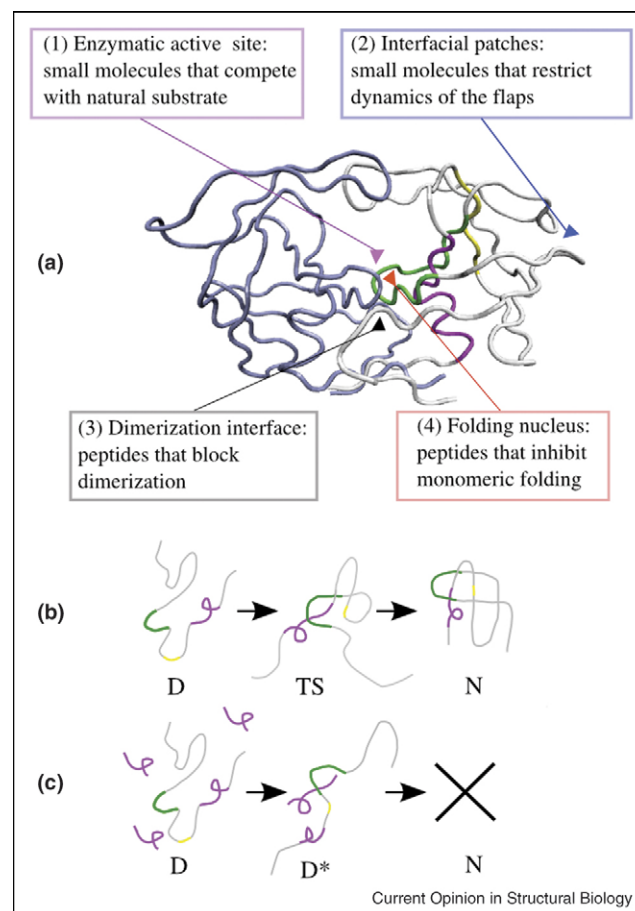 (1) Enzymatic active site:
small molecules that compete
with natural substrate
(2) Interfacial patches:
small molecules that restrict
dynamics of the flaps
(a)
(3) Dimerization interface:
peptides that block
dimerization
(4) Folding nucleus:
peptides that inhibit
monomeric folding
(b)
D
TS
N
(c)
D
D*
N
Current Opinion in Structural Biology